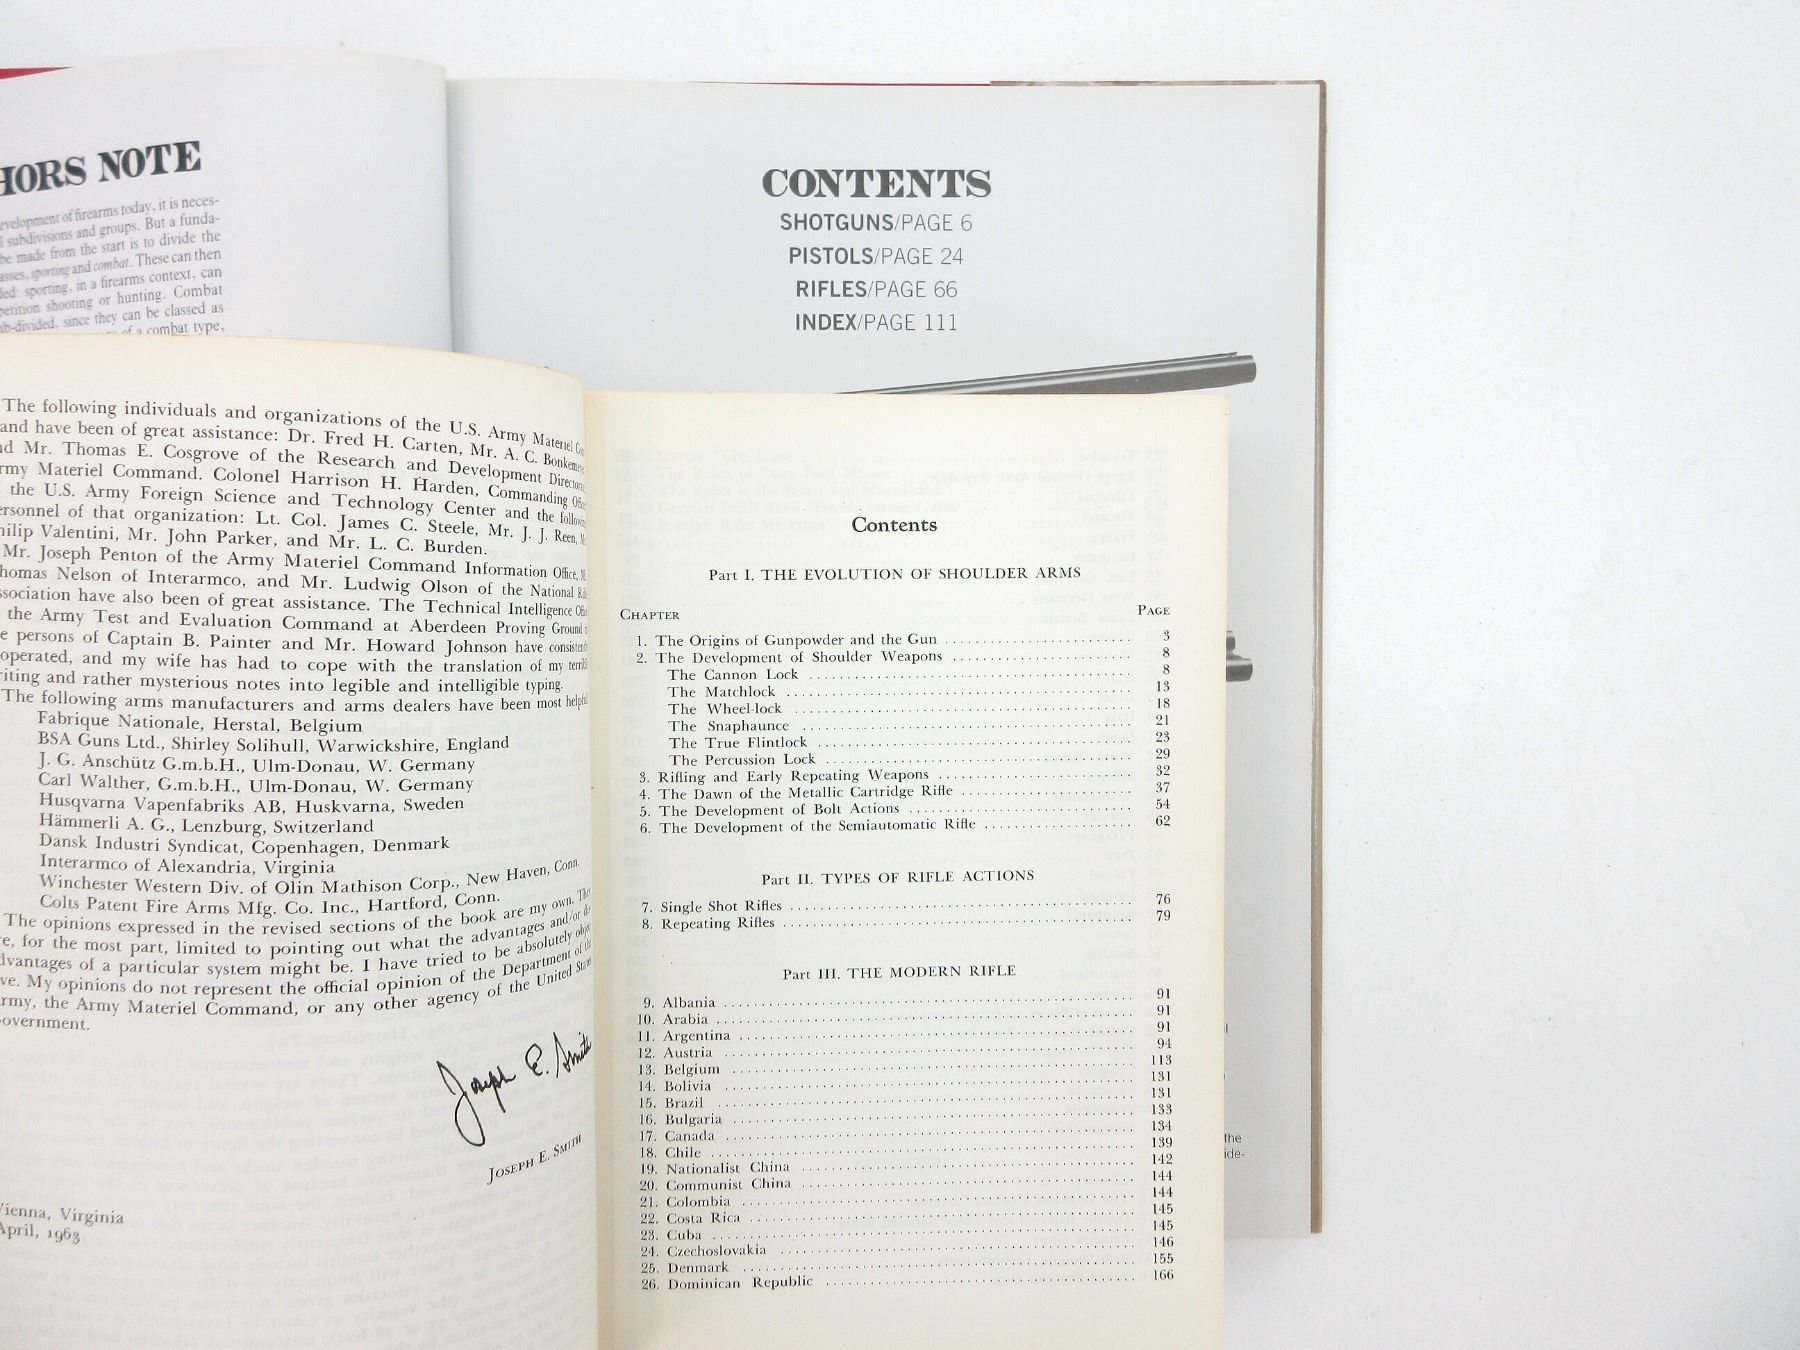 HORS NOTE
evelopment of firearms today, it is neces-
subdivisions and groups. But a funda-
be made from the start is to divide the
asses, sporting and combat. These can then
ded: sporting, in a firearms context, can
petition shooting or hunting. Combat
ub-divided, since they can be classed as
of a combat type,
CONTENTS
SHOTGUNS/PAGE 6
PISTOLS/PAGE 24
RIFLES/PAGE 66
INDEX/PAGE 111
the
ide-
The following individuals and organizations of the U.S. Army Materiel Com
and have been of great assistance: Dr. Fred H. Carten, Mr. A. C. Bonkemeye
nd Mr. Thomas E. Cosgrove of the Research and Development Directorate
rmy Materiel Command. Colonel Harrison H. Harden, Commanding Office
the U.S. Army Foreign Science and Technology Center and the followin
ersonnel of that organization: Lt. Col. James C. Steele, Mr. J. J. Reen, M
hilip Valentini, Mr. John Parker, and Mr. L. C. Burden.
Mr. Joseph Penton of the Army Materiel Command Information Office, M
homas Nelson of Interarmco, and Mr. Ludwig Olson of the National Rifl
ssociation have also been of great assistance. The Technical Intelligence Offic
the Army Test and Evaluation Command at Aberdeen Proving Ground i
e persons of Captain B. Painter and Mr. Howard Johnson have consistentl
operated, and my wife has had to cope with the translation of my terribl
riting and rather mysterious notes into legible and intelligible typing.
The following arms manufacturers and arms dealers have been most helpful
Fabrique Nationale, Herstal, Belgium
BSA Guns Ltd., Shirley Solihull, Warwickshire, England
J. G. Anschütz G.m.b.H., Ulm-Donau, W. Germany
Carl Walther, G.m.b.H., Ulm-Donau, W. Germany
Husqvarna Vapenfabriks AB, Huskvarna, Sweden
Hämmerli A. G., Lenzburg, Switzerland
Dansk Industri Syndicat, Copenhagen, Denmark
Interarmco of Alexandria, Virginia
Winchester Western Div. of Olin Mathison Corp., New Haven, Conn.
Colts Patent Fire Arms Mfg. Co. Inc., Hartford, Conn.
The opinions expressed in the revised sections of the book are my own. They
re, for the most part, limited to pointing out what the advantages and/or dis
dvantages of a particular system might be. I have tried to be absolutely objec
ve. My opinions do not represent the official opinion of the Department of the
rmy, the Army Materiel Command, or any other agency of the United States
overnment.
Joseph E. Smith
JOSEPH E. SMITH
Vienna, Virginia
April, 1963
Contents
Part I. THE EVOLUTION OF SHOULDER ARMS
CHAPTER PAGE
1. The Origins of Gunpowder and the Gun 3
2. The Development of Shoulder Weapons 8
The Cannon Lock 8
The Matchlock 13
The Wheel-lock 18
The Snaphaunce 21
The True Flintlock 23
The Percussion Lock 29
3. Rifling and Early Repeating Weapons 32
4. The Dawn of the Metallic Cartridge Rifle 37
5. The Development of Bolt Actions 54
6. The Development of the Semiautomatic Rifle 62
Part II. TYPES OF RIFLE ACTIONS
7. Single Shot Rifles 76
8. Repeating Rifles 79
Part III. THE MODERN RIFLE
9. Albania 91
10. Arabia 91
11. Argentina 91
12. Austria 94
13. Belgium 113
14. Bolivia 131
15. Brazil 131
16. Bulgaria 133
17. Canada 134
18. Chile 139
19. Nationalist China 142
20. Communist China 144
21. Colombia 144
22. Costa Rica 145
23. Cuba 145
24. Czechoslovakia 146
25. Denmark 155
26. Dominican Republic 166